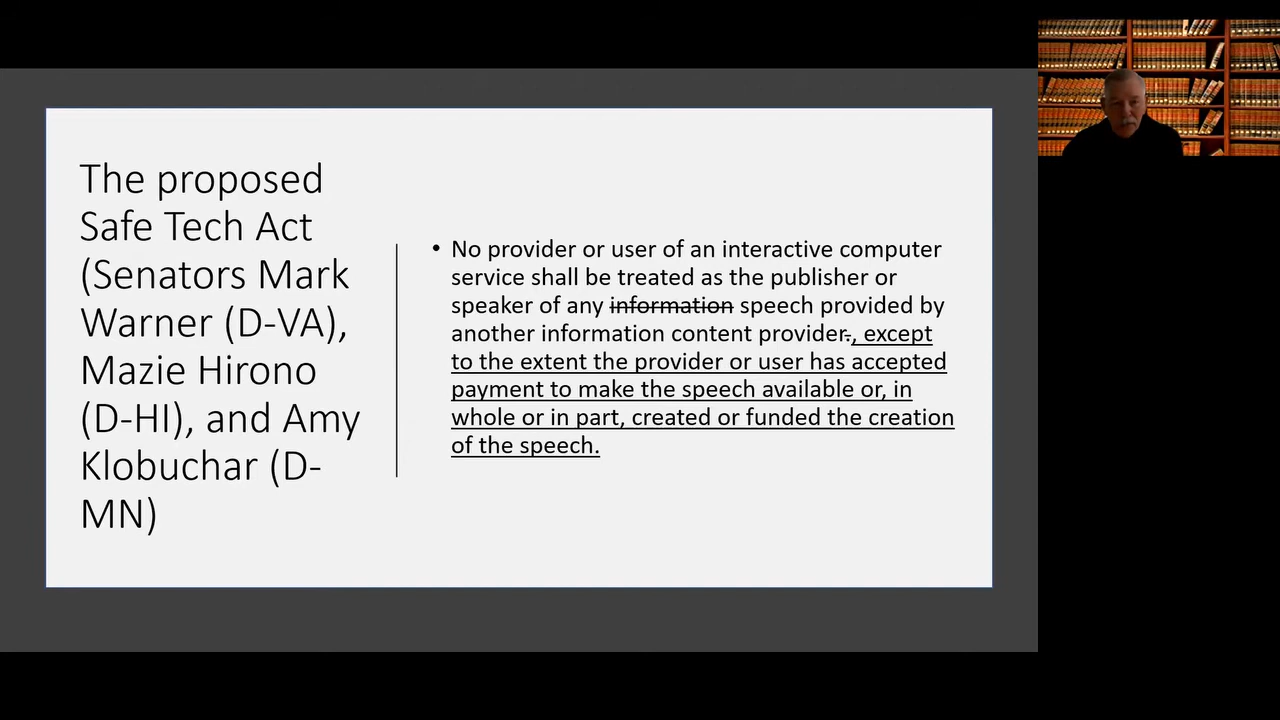 The proposed
Safe Tech Act
(Senators Mark
Warner (D-VA),
Mazie Hirono
(D-HI), and Amy
Klobuchar (D-
MN)
• No provider or user of an interactive computer
service shall be treated as the publisher or
speaker of any information speech provided by
another information content provider., except
to the extent the provider or user has accepted
payment to make the speech available or, in
whole or in part, created or funded the creation
of the speech.